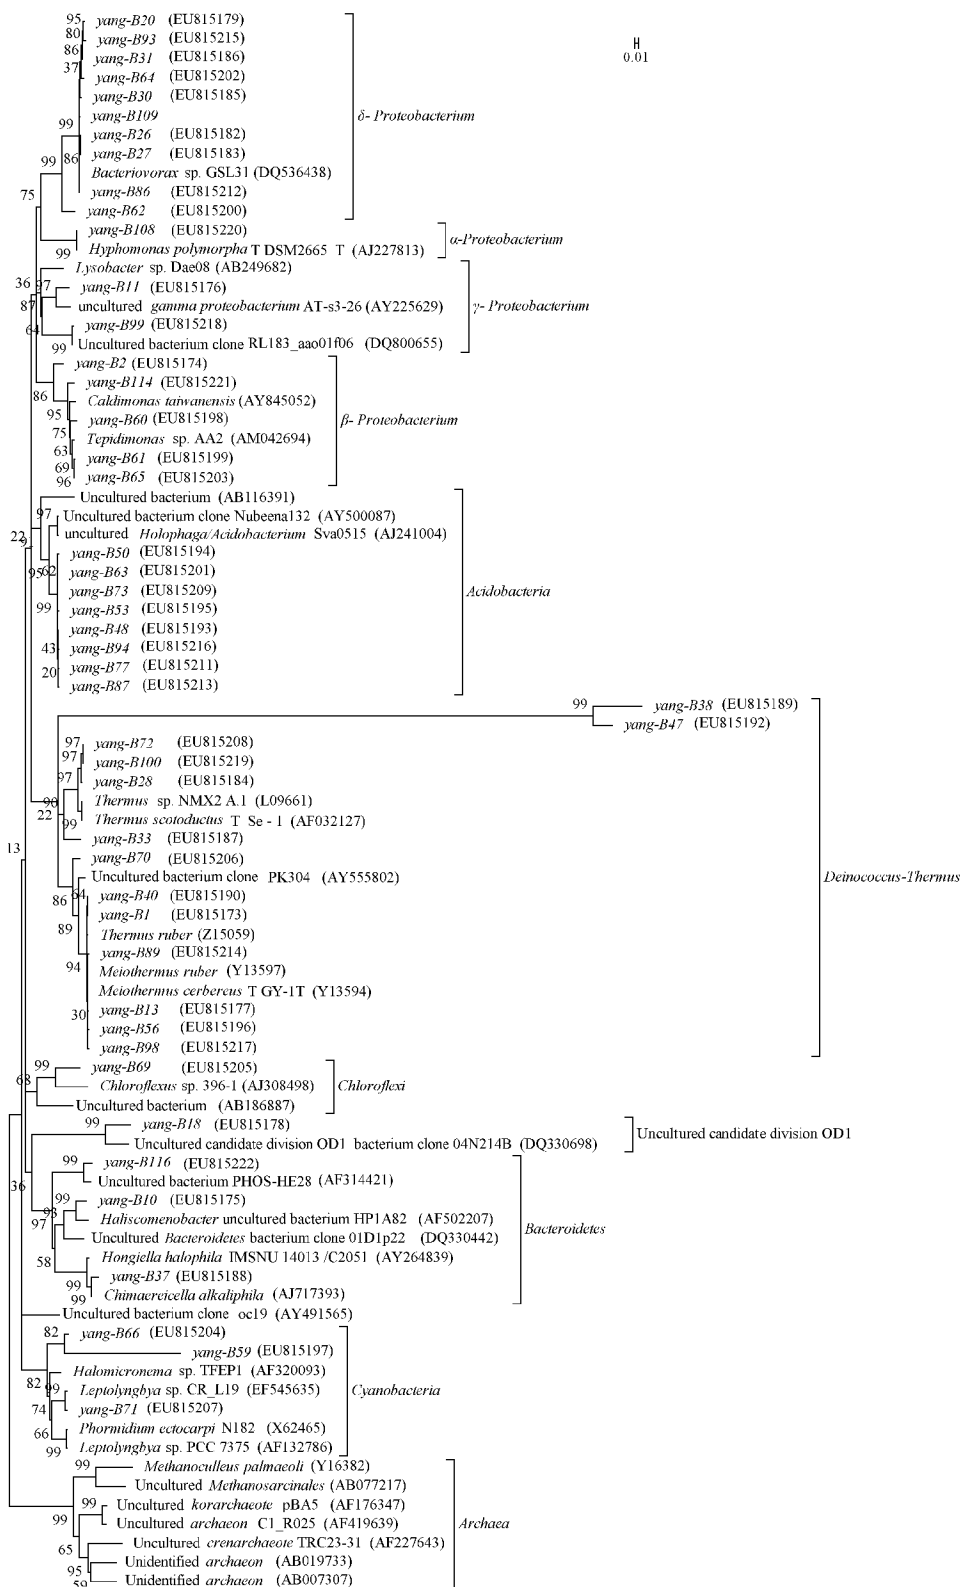 95 yang-B20 (EU815179)
80 yang-B93 (EU815215)
H
0.01
86 yang-B31 (EU815186)
37 yang-B64 (EU815202)
yang-B30 (EU815185)
yang-B109
δ- Proteobacterium
99 yang-B26 (EU815182)
86 yang-B27 (EU815183)
99 Bacteriovorax sp. GSL31 (DQ536438)
75 yang-B86 (EU815212)
yang-B62 (EU815200)
yang-B108 (EU815220)
α-Proteobacterium
99 Hyphomonas polymorpha T DSM2665 T (AJ227813)
Lysobacter sp. Dae08 (AB249682)
36 97 yang-B11 (EU815176)
87 uncultured gamma proteobacterium AT-s3-26 (AY225629)
γ- Proteobacterium
64 yang-B99 (EU815218)
99 Uncultured bacterium clone RL183_aao01f06 (DQ800655)
yang-B2 (EU815174)
yang-B114 (EU815221)
86 Caldimonas taiwanensis (AY845052)
95 yang-B60 (EU815198)
β- Proteobacterium
75 Tepidimonas sp. AA2 (AM042694)
63 yang-B61 (EU815199)
69 yang-B65 (EU815203)
96
Uncultured bacterium (AB116391)
97 Uncultured bacterium clone Nubeena132 (AY500087)
22 uncultured Holophaga/Acidobacterium Sva0515 (AJ241004)
yang-B50 (EU815194)
95 62 yang-B63 (EU815201)
yang-B73 (EU815209)
Acidobacteria
99 yang-B53 (EU815195)
yang-B48 (EU815193)
43 yang-B94 (EU815216)
20 yang-B77 (EU815211)
yang-B87 (EU815213)
99 yang-B38 (EU815189)
yang-B47 (EU815192)
97 yang-B72 (EU815208)
97 yang-B100 (EU815219)
97 yang-B28 (EU815184)
90 Thermus sp. NMX2 A.1 (L09661)
22 99 Thermus scotoductus T Se - 1 (AF032127)
yang-B33 (EU815187)
13 yang-B70 (EU815206)
Uncultured bacterium clone PK304 (AY555802)
Deinococcus-Thermus
86 64 yang-B40 (EU815190)
yang-B1 (EU815173)
89 Thermus ruber (Z15059)
yang-B89 (EU815214)
94 Meiothermus ruber (Y13597)
Meiothermus cerbereus T GY-1T (Y13594)
30 yang-B13 (EU815177)
yang-B56 (EU815196)
yang-B98 (EU815217)
99 yang-B69 (EU815205)
68 Chloroflexus sp. 396-1 (AJ308498)
Chloroflexi
Uncultured bacterium (AB186887)
99 yang-B18 (EU815178)
Uncultured candidate division OD1
Uncultured candidate division OD1 bacterium clone 04N214B (DQ330698)
99 yang-B116 (EU815222)
36 Uncultured bacterium PHOS-HE28 (AF314421)
99 yang-B10 (EU815175)
97 93 Haliscomenobacter uncultured bacterium HP1A82 (AF502207)
Bacteroidetes
Uncultured Bacteroidetes bacterium clone 01D1p22 (DQ330442)
58 Hongiella halophila IMSNU 14013 /C2051 (AY264839)
99 yang-B37 (EU815188)
99 Chimaereicella alkaliphila (AJ717393)
Uncultured bacterium clone oc19 (AY491565)
82 yang-B66 (EU815204)
yang-B59 (EU815197)
Halomicronema sp. TFEP1 (AF320093)
82 99 Leptolyngbya sp. CR_L19 (EF545635)
Cyanobacteria
74 yang-B71 (EU815207)
66 Phormidium ectocarpi N182 (X62465)
99 Leptolyngbya sp. PCC 7375 (AF132786)
99 Methanoculleus palmaeoli (Y16382)
Uncultured Methanosarcinales (AB077217)
99 Uncultured korarchaeote pBA5 (AF176347)
99 Uncultured archaeon C1_R025 (AF419639)
Archaea
65 Uncultured crenarchaeote TRC23-31 (AF227643)
95 Unidentified archaeon (AB019733)
59 Unidentified archaeon (AB007307)